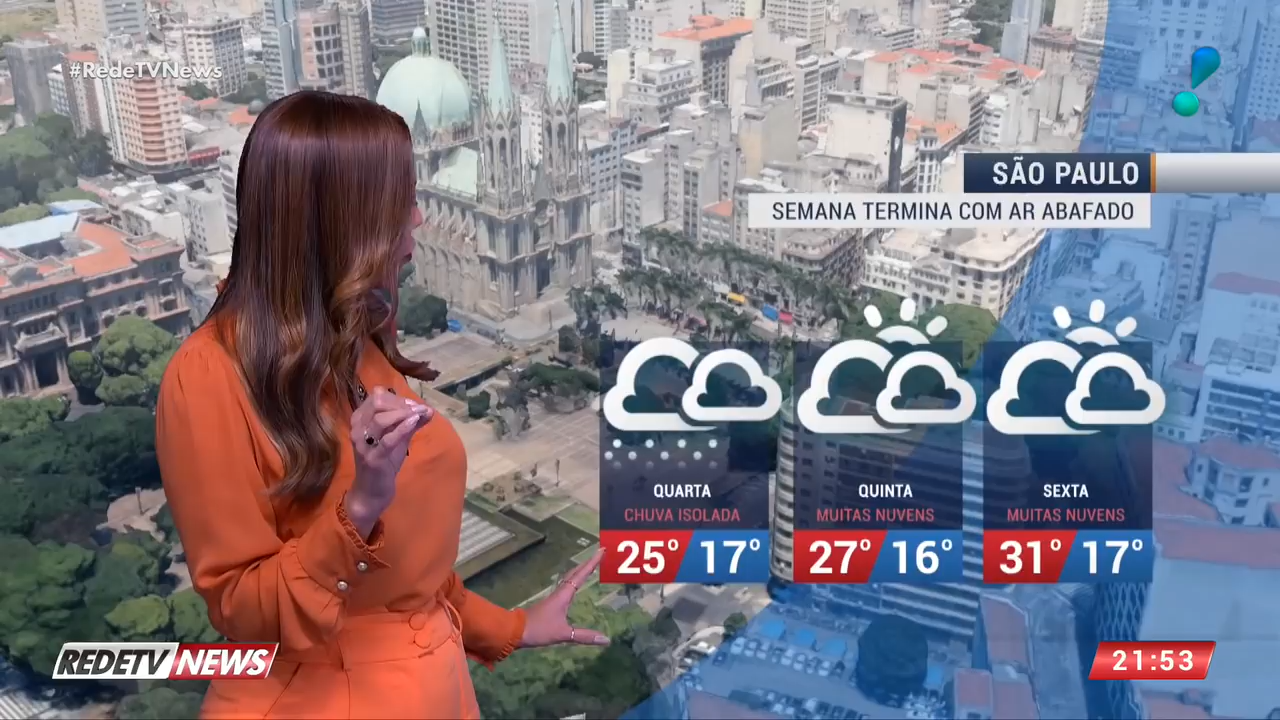 #RedeTVNews
SÃO PAULO
SEMANA TERMINA COM AR ABAFADO
QUARTA
CHUVA ISOLADA
25° 17°
QUINTA
MUITAS NUVENS
27° 16°
SEXTA
MUITAS NUVENS
31° 17°
REDETV NEWS
21:53